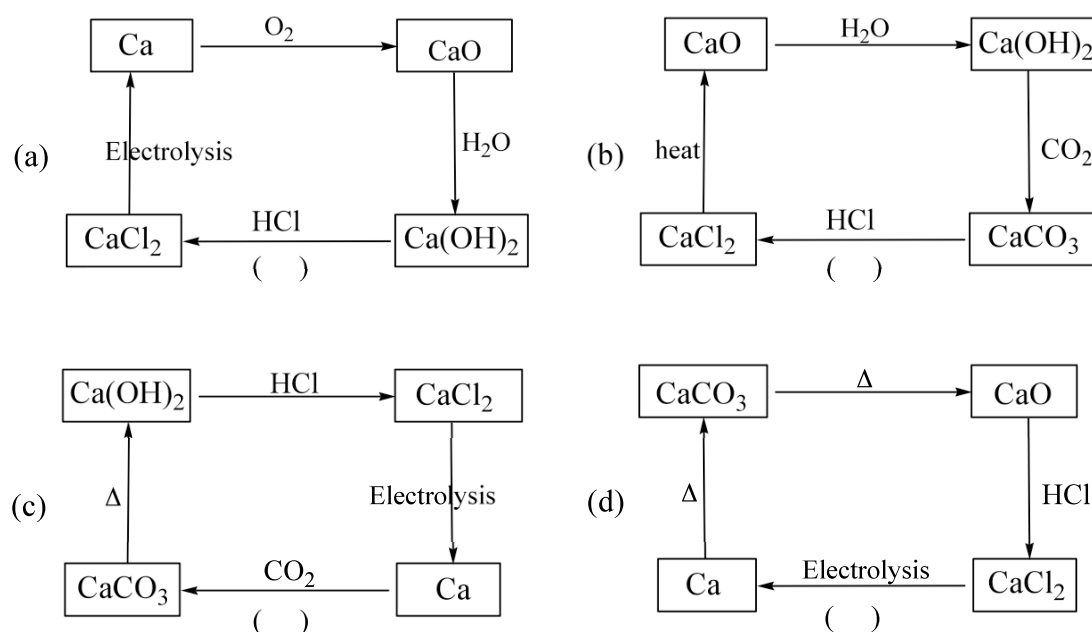 O₂
Ca
CaO
(a)
Electrolysis
H₂O
HCl
CaCl₂
Ca(OH)₂
( )
H₂O
CaO
Ca(OH)₂
(b)
heat
CO₂
HCl
CaCl₂
CaCO₃
( )
HCl
Ca(OH)₂
CaCl₂
(c)
Δ
Electrolysis
CO₂
CaCO₃
Ca
( )
Δ
CaCO₃
CaO
(d)
Δ
HCl
Electrolysis
Ca
CaCl₂
( )